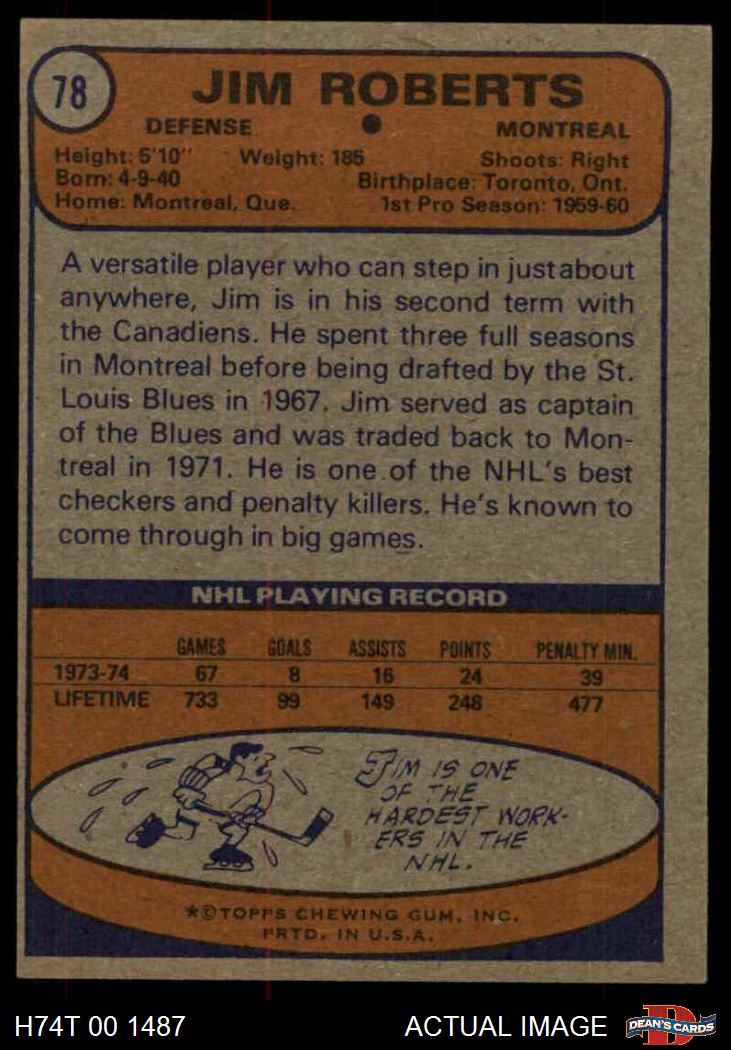 78
JIM ROBERTS
DEFENSE ● MONTREAL
Height: 5'10" Weight: 185 Shoots: Right
Born: 4-9-40 Birthplace: Toronto, Ont.
Home: Montreal, Que. 1st Pro Season: 1959-60
A versatile player who can step in just about
anywhere, Jim is in his second term with
the Canadiens. He spent three full seasons
in Montreal before being drafted by the St.
Louis Blues in 1967. Jim served as captain
of the Blues and was traded back to Mon-
treal in 1971. He is one of the NHL's best
checkers and penalty killers. He's known to
come through in big games.
NHL PLAYING RECORD
GAMES GOALS ASSISTS POINTS PENALTY MIN.
1973-74 67 8 16 24 39
LIFETIME 733 99 149 248 477
JIM IS ONE
OF THE
HARDEST WORK-
ERS IN THE
NHL.
*©TOPPS CHEWING GUM, INC.
PRTD. IN U.S.A.
H74T 00 1487 ACTUAL IMAGE DEAN'S CARDS